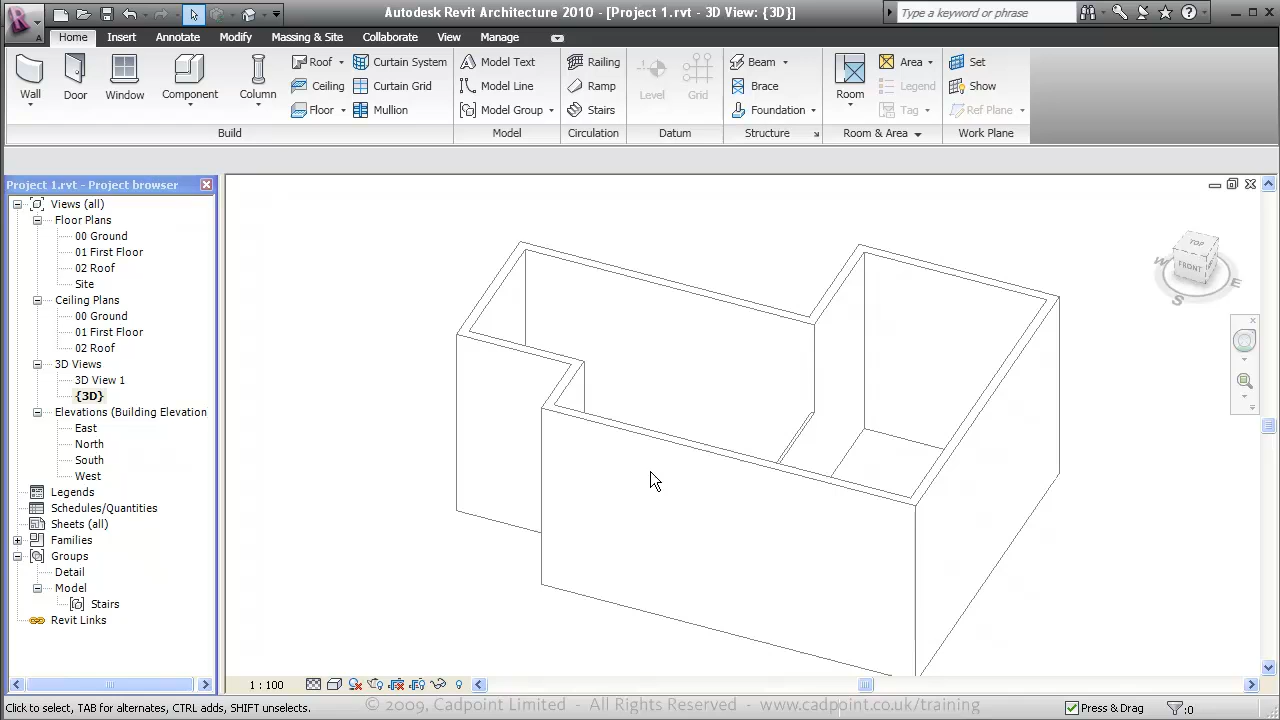 Autodesk Revit Architecture 2010 - [Project 1.rvt - 3D View: {3D}]
Type a keyword or phrase
Home Insert Annotate Modify Massing & Site Collaborate View Manage
Wall Door Window Component Column
Roof Curtain System
Ceiling Curtain Grid
Floor Mullion
Build
Model Text
Model Line
Model Group
Model
Railing
Ramp
Stairs
Circulation
Level Grid
Datum
Beam
Brace
Foundation
Structure
Room
Area
Legend
Tag
Room & Area
Set
Show
Ref Plane
Work Plane
Project 1.rvt - Project browser
Views (all)
Floor Plans
00 Ground
01 First Floor
02 Roof
Site
Ceiling Plans
00 Ground
01 First Floor
02 Roof
3D Views
3D View 1
{3D}
Elevations (Building Elevation
East
North
South
West
Legends
Schedules/Quantities
Sheets (all)
Families
Groups
Detail
Model
Stairs
Revit Links
TOP
FRONT
W
S
E
1 : 100
Click to select, TAB for alternates, CTRL adds, SHIFT unselects.
© 2009, Cadpoint Limited - All Rights Reserved - www.cadpoint.co.uk/training
Press & Drag
:0